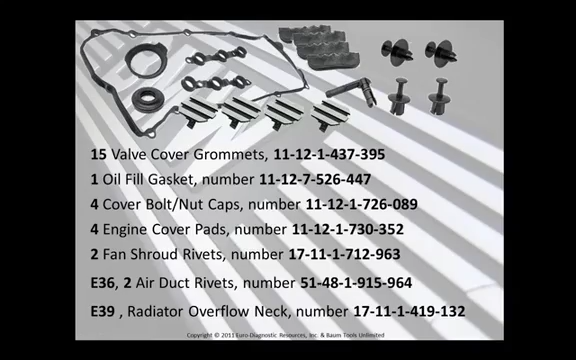 15 Valve Cover Grommets, 11-12-1-437-395
1 Oil Fill Gasket, number 11-12-7-526-447
4 Cover Bolt/Nut Caps, number 11-12-1-726-089
4 Engine Cover Pads, number 11-12-1-730-352
2 Fan Shroud Rivets, number 17-11-1-712-963
E36, 2 Air Duct Rivets, number 51-48-1-915-964
E39 , Radiator Overflow Neck, number 17-11-1-419-132
Copyright © 2011 Euro-Diagnostic Resources, Inc. & Baum Tools Unlimited